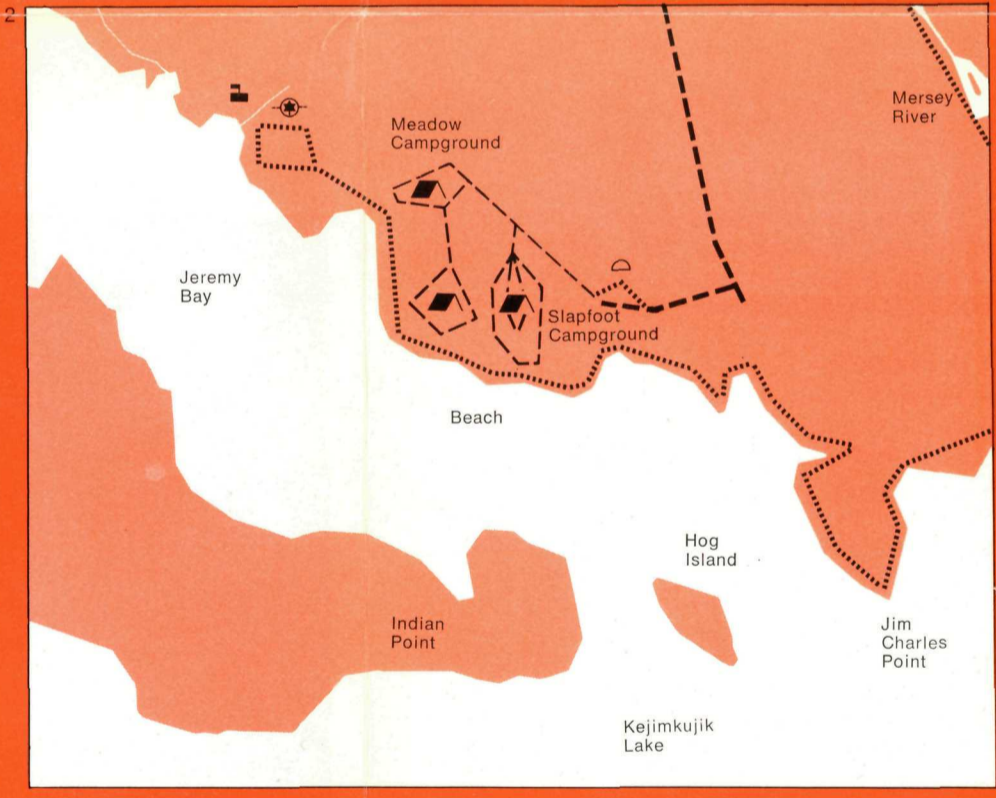 2
Mersey
River
Meadow
Campground
Jeremy
Bay
Slapfoot
Campground
Beach
Hog
Island
Indian
Point
Jim
Charles
Point
Kejimkujik
Lake